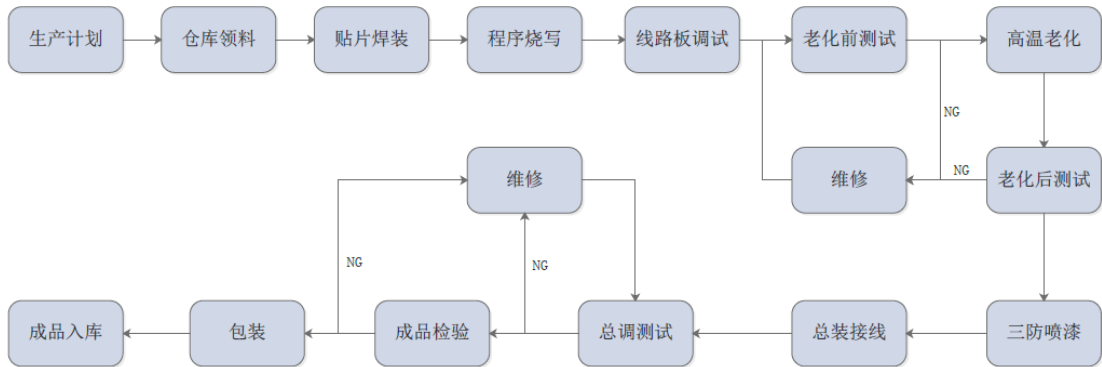 生产计划
仓库领料
贴片焊装
程序烧写
线路板调试
老化前测试
高温老化
NG
维修
维修
NG
老化后测试
NG
NG
成品入库
包装
成品检验
总调测试
总装接线
三防喷漆